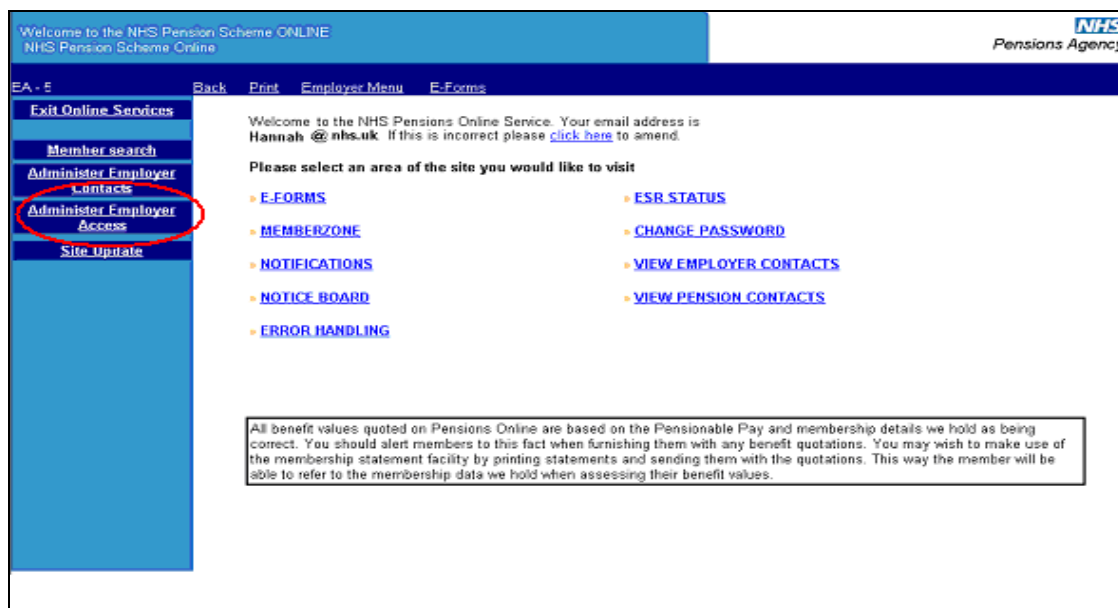 Welcome to the NHS Pension Scheme ONLINE
NHS Pension Scheme Online
NHS
Pensions Agency
EA - 5
Back Print Employer Menu E-Forms
Exit Online Services
Member search
Administer Employer
Contacts
Administer Employer
Access
Site Update
Welcome to the NHS Pensions Online Service. Your email address is
Hannah @ nhs.uk. If this is incorrect please click here to amend.
Please select an area of the site you would like to visit
» E-FORMS
» ESR STATUS
» MEMBERZONE
» CHANGE PASSWORD
» NOTIFICATIONS
» VIEW EMPLOYER CONTACTS
» NOTICE BOARD
» VIEW PENSION CONTACTS
» ERROR HANDLING
All benefit values quoted on Pensions Online are based on the Pensionable Pay and membership details we hold as being
correct. You should alert members to this fact when furnishing them with any benefit quotations. You may wish to make use of
the membership statement facility by printing statements and sending them with the quotations. This way the member will be
able to refer to the membership data we hold when assessing their benefit values.